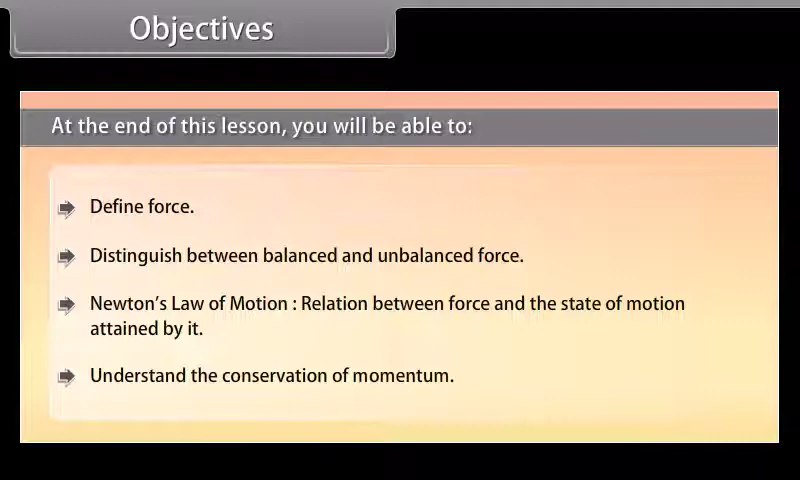 Objectives
At the end of this lesson, you will be able to:
Define force.
Distinguish between balanced and unbalanced force.
Newton's Law of Motion : Relation between force and the state of motion
attained by it.
Understand the conservation of momentum.